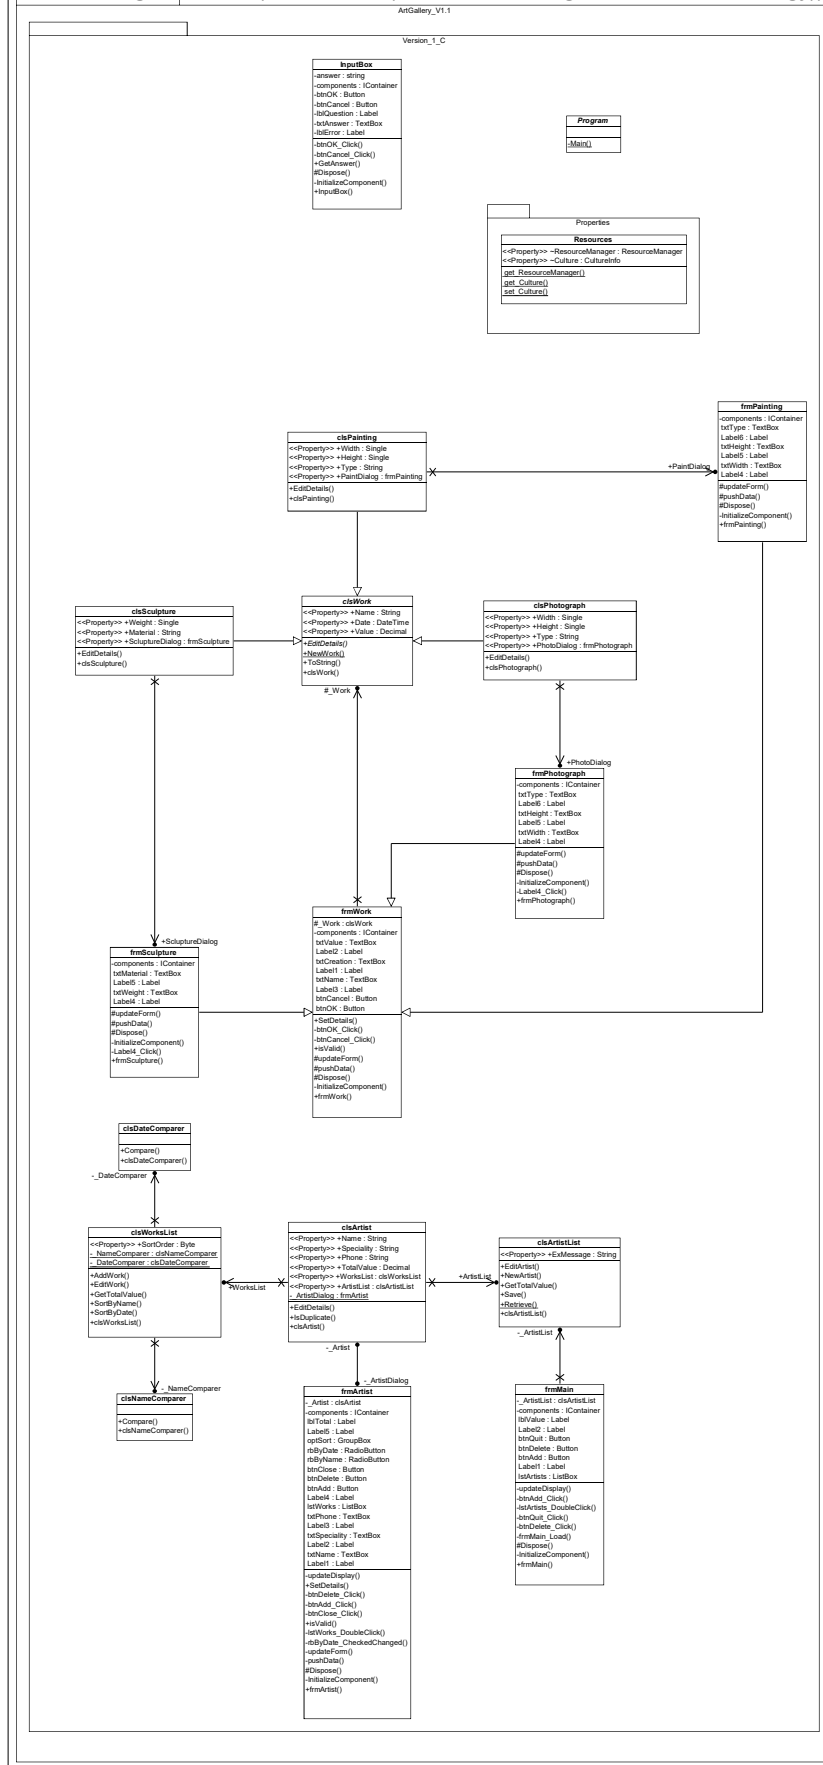 ArtGallery_V1.1
Version_1_C
InputBox
-answer : string
-components : IContainer
-btnOK : Button
-btnCancel : Button
-lblQuestion : Label
-txtAnswer : TextBox
-lblError : Label
-btnOK_Click()
-btnCancel_Click()
+GetAnswer()
#Dispose()
-InitializeComponent()
+InputBox()
Program
-Main()
Properties
Resources
<<Property>> ~ResourceManager : ResourceManager
<<Property>> ~Culture : CultureInfo
get_ResourceManager()
get_Culture()
set_Culture()
frmPainting
-components : IContainer
txtType : TextBox
Label6 : Label
txtHeight : TextBox
Label5 : Label
txtWidth : TextBox
Label4 : Label
#updateForm()
#pushData()
#Dispose()
-InitializeComponent()
+frmPainting()
clsPainting
<<Property>> +Width : Single
<<Property>> +Height : Single
<<Property>> +Type : String
<<Property>> +PaintDialog : frmPainting
+EditDetails()
+clsPainting()
+PaintDialog
clsSculpture
<<Property>> +Weight : Single
<<Property>> +Material : String
<<Property>> +ScluptureDialog : frmSculpture
+EditDetails()
+clsSculpture()
clsWork
<<Property>> +Name : String
<<Property>> +Date : DateTime
<<Property>> +Value : Decimal
+EditDetails()
+NewWork()
+ToString()
+clsWork()
#_Work
clsPhotograph
<<Property>> +Width : Single
<<Property>> +Height : Single
<<Property>> +Type : String
<<Property>> +PhotoDialog : frmPhotograph
+EditDetails()
+clsPhotograph()
+PhotoDialog
frmPhotograph
-components : IContainer
txtType : TextBox
Label6 : Label
txtHeight : TextBox
Label5 : Label
txtWidth : TextBox
Label4 : Label
#updateForm()
#pushData()
#Dispose()
-InitializeComponent()
-Label4_Click()
+frmPhotograph()
+ScluptureDialog
frmSculpture
-components : IContainer
txtMaterial : TextBox
Label5 : Label
txtWeight : TextBox
Label4 : Label
#updateForm()
#pushData()
#Dispose()
-InitializeComponent()
-Label4_Click()
+frmSculpture()
frmWork
#_Work : clsWork
-components : IContainer
txtValue : TextBox
Label2 : Label
txtCreation : TextBox
Label1 : Label
txtName : TextBox
Label3 : Label
btnCancel : Button
btnOK : Button
+SetDetails()
-btnOK_Click()
-btnCancel_Click()
+isValid()
#updateForm()
#pushData()
#Dispose()
-InitializeComponent()
+frmWork()
clsDateComparer
+Compare()
+clsDateComparer()
-_DateComparer
clsWorksList
<<Property>> +SortOrder : Byte
-_NameComparer : clsNameComparer
-_DateComparer : clsDateComparer
+AddWork()
+EditWork()
+GetTotalValue()
+SortByName()
+SortByDate()
+clsWorksList()
+WorksList
clsArtist
<<Property>> +Name : String
<<Property>> +Speciality : String
<<Property>> +Phone : String
<<Property>> +TotalValue : Decimal
<<Property>> +WorksList : clsWorksList
<<Property>> +ArtistList : clsArtistList
-_ArtistDialog : frmArtist
+EditDetails()
+IsDuplicate()
+clsArtist()
+ArtistList
clsArtistList
<<Property>> +ExMessage : String
+EditArtist()
+NewArtist()
+GetTotalValue()
+Save()
+Retrieve()
+clsArtistList()
-_ArtistList
-_Artist
-_ArtistDialog
-_NameComparer
clsNameComparer
+Compare()
+clsNameComparer()
frmArtist
-_Artist : clsArtist
-components : IContainer
lblTotal : Label
Label5 : Label
optSort : GroupBox
rbByDate : RadioButton
rbByName : RadioButton
btnClose : Button
btnDelete : Button
btnAdd : Button
Label4 : Label
lstWorks : ListBox
txtPhone : TextBox
Label3 : Label
txtSpeciality : TextBox
Label2 : Label
txtName : TextBox
Label1 : Label
-updateDisplay()
+SetDetails()
-btnDelete_Click()
-btnAdd_Click()
-btnClose_Click()
+isValid()
-lstWorks_DoubleClick()
-rbByDate_CheckedChanged()
-updateForm()
-pushData()
#Dispose()
-InitializeComponent()
+frmArtist()
frmMain
-_ArtistList : clsArtistList
-components : IContainer
lblValue : Label
Label2 : Label
btnQuit : Button
btnDelete : Button
btnAdd : Button
Label1 : Label
lstArtists : ListBox
-updateDisplay()
-btnAdd_Click()
-lstArtists_DoubleClick()
-btnQuit_Click()
-btnDelete_Click()
-frmMain_Load()
#Dispose()
-InitializeComponent()
+frmMain()